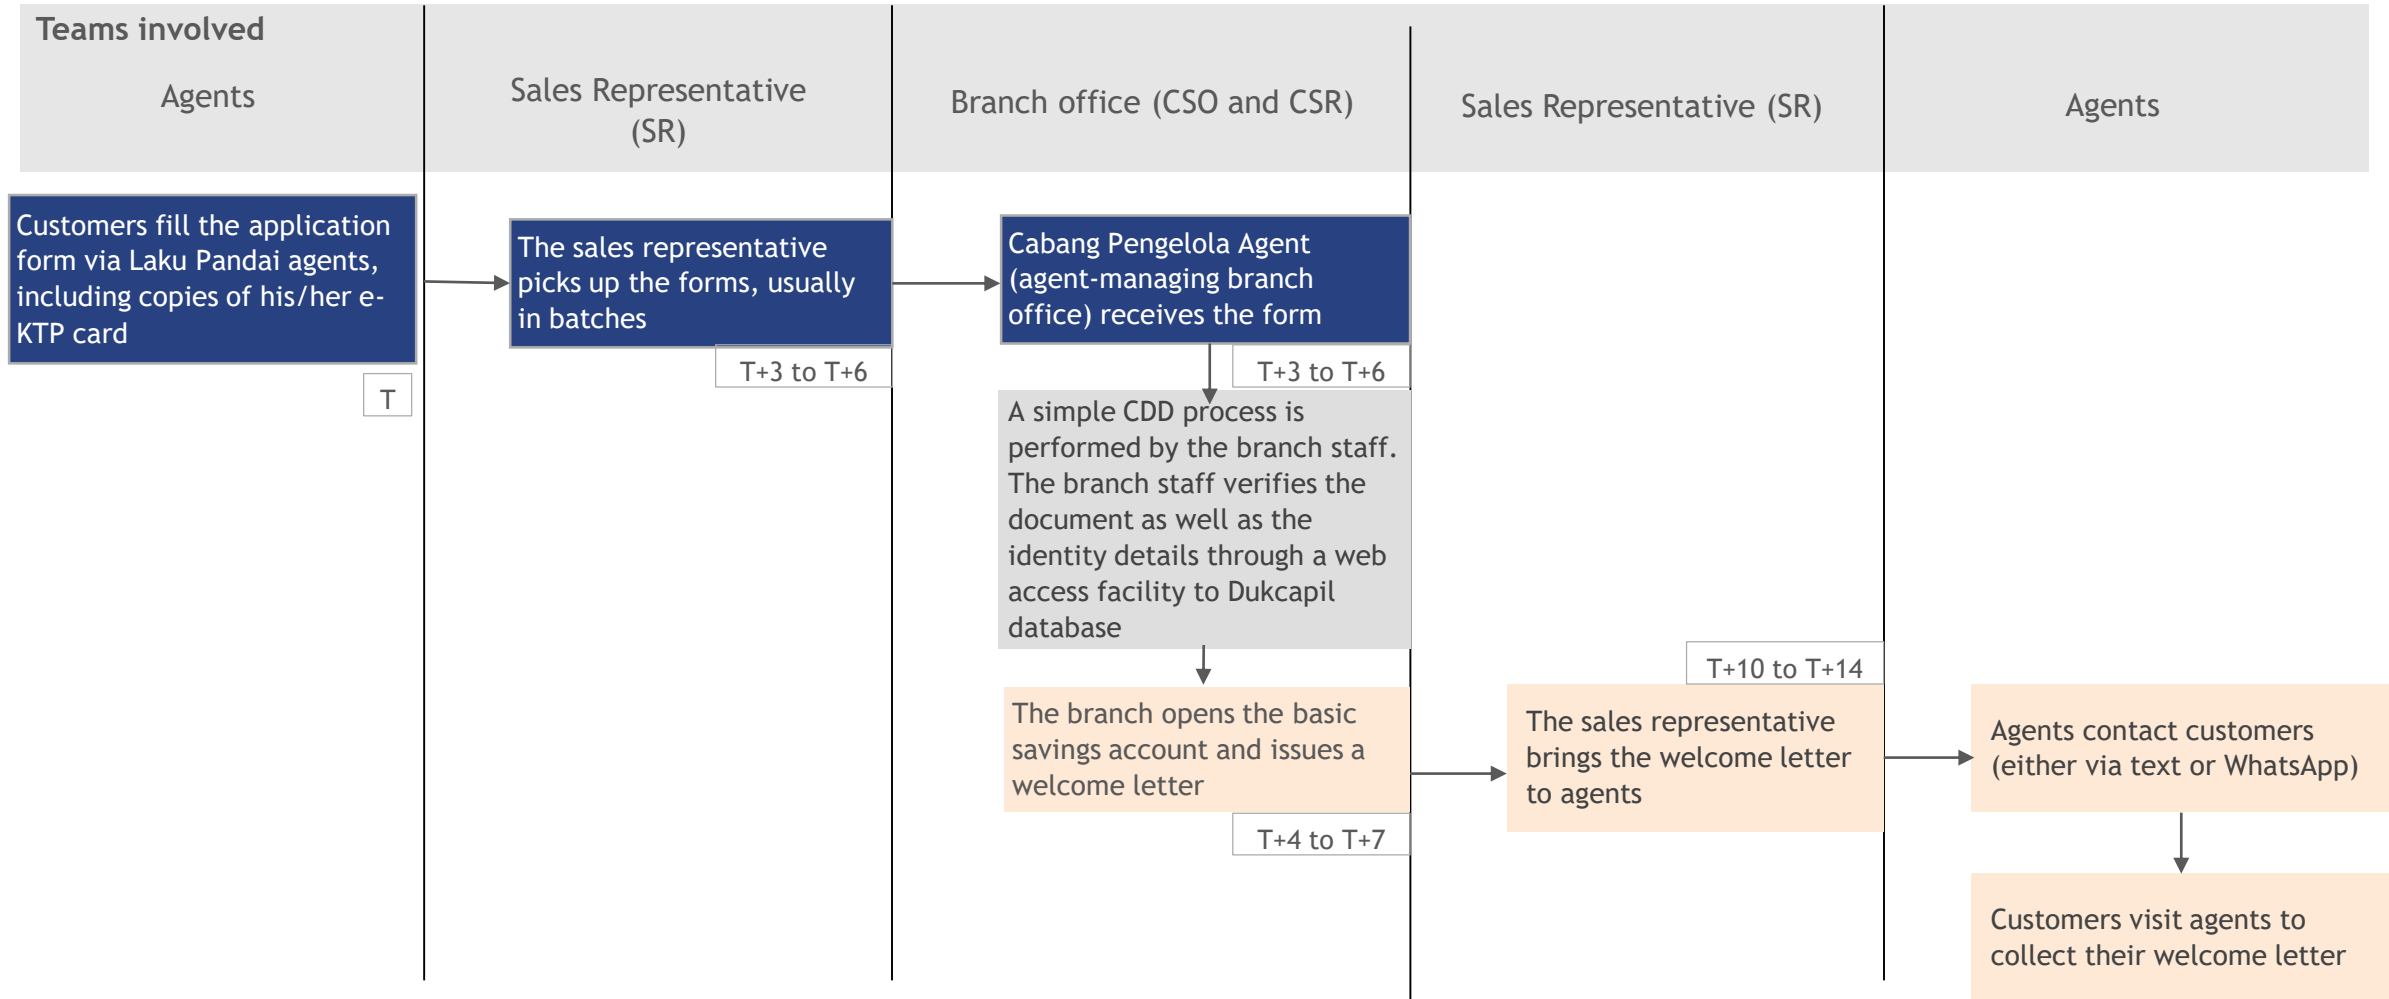 Teams involved
Agents
Sales Representative
(SR)
Branch office (CSO and CSR)
Sales Representative (SR)
Agents
Customers fill the application
form via Laku Pandai agents,
including copies of his/her e-
KTP card
T
The sales representative
picks up the forms, usually
in batches
T+3 to T+6
Cabang Pengelola Agent
(agent-managing branch
office) receives the form
T+3 to T+6
A simple CDD process is
performed by the branch staff.
The branch staff verifies the
document as well as the
identity details through a web
access facility to Dukcapil
database
The branch opens the basic
savings account and issues a
welcome letter
T+4 to T+7
T+10 to T+14
The sales representative
brings the welcome letter
to agents
Agents contact customers
(either via text or WhatsApp)
Customers visit agents to
collect their welcome letter